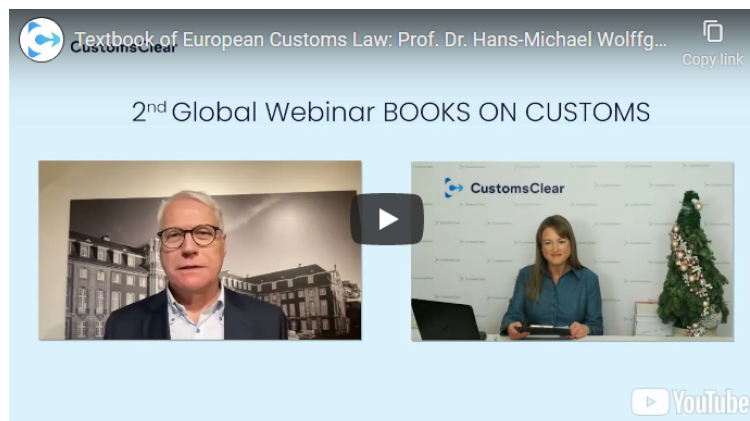 Textbook of European Customs Law: Prof. Dr. Hans-Michael Wolffg...
CustomsClear
Copy link
2nd Global Webinar BOOKS ON CUSTOMS
CustomsClear
YouTube